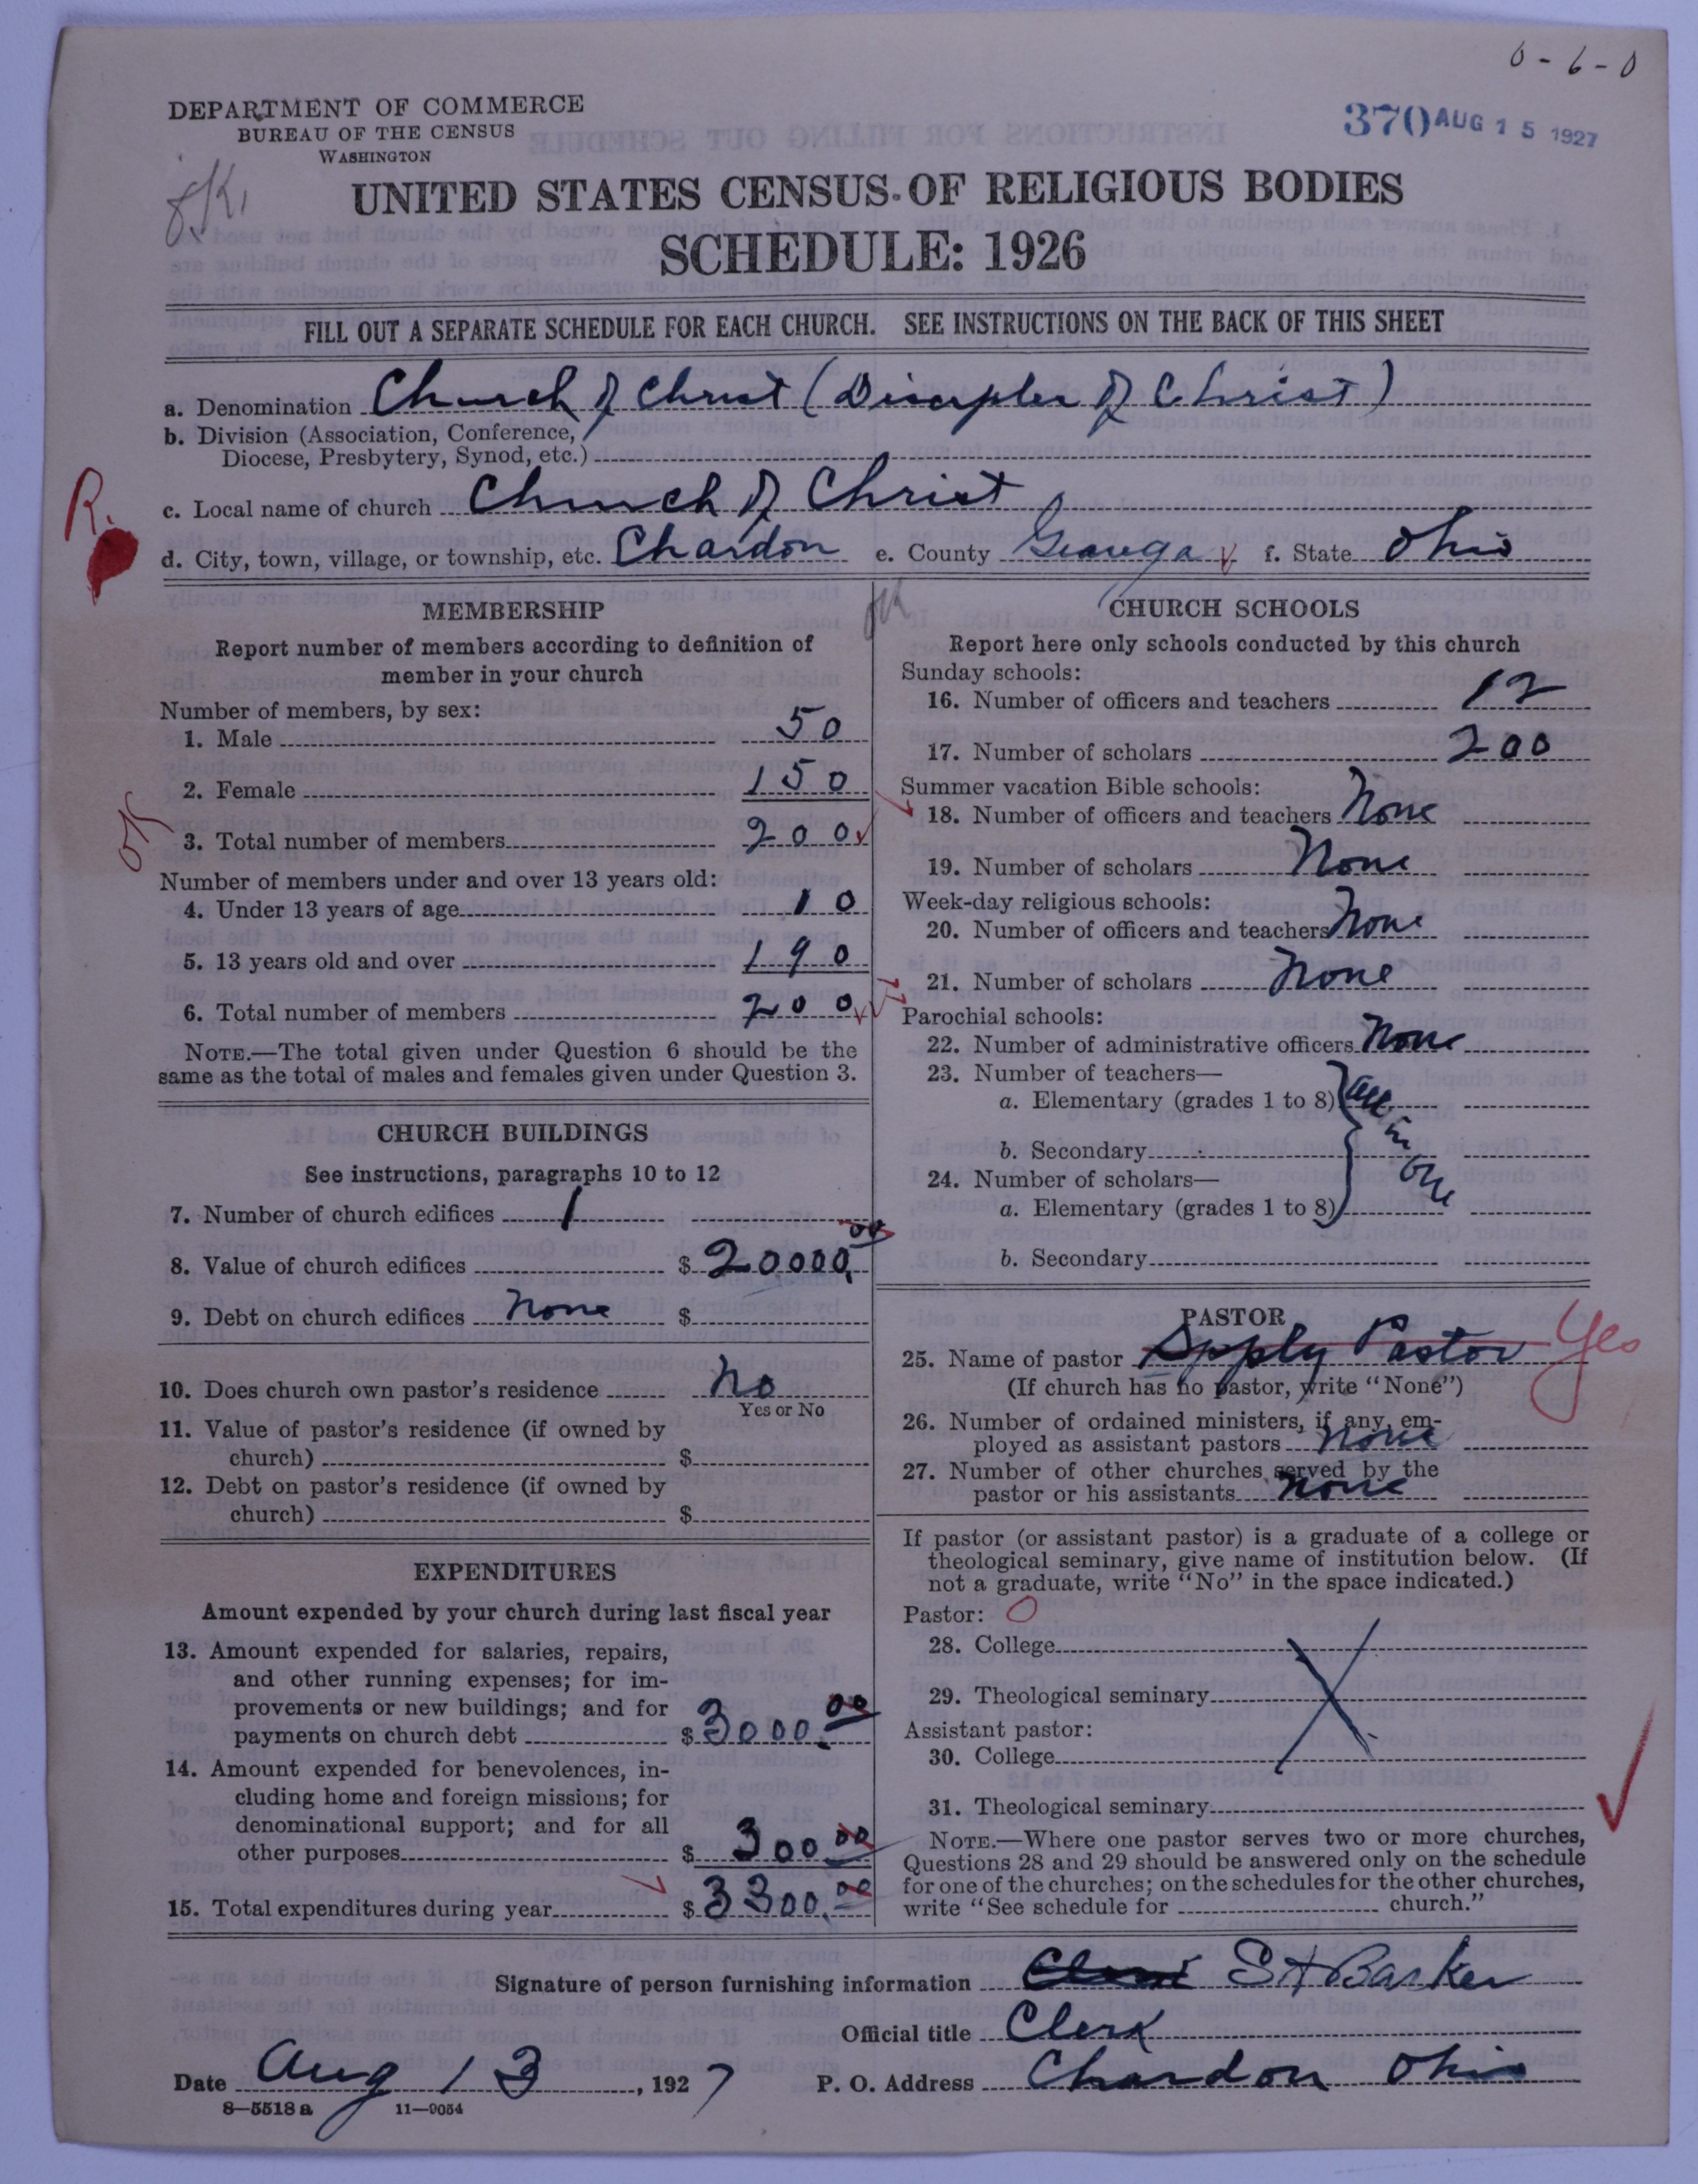 0 - 6 - 0
DEPARTMENT OF COMMERCE
BUREAU OF THE CENSUS
WASHINGTON
370 AUG 15 1927
UNITED STATES CENSUS OF RELIGIOUS BODIES
SCHEDULE: 1926
FILL OUT A SEPARATE SCHEDULE FOR EACH CHURCH. SEE INSTRUCTIONS ON THE BACK OF THIS SHEET
a. Denomination Church of Christ (Disciples of Christ)
b. Division (Association, Conference,
Diocese, Presbytery, Synod, etc.)
R.
c. Local name of church Church of Christ
d. City, town, village, or township, etc. Chardon e. County Geauga f. State Ohio
MEMBERSHIP
Report number of members according to definition of
member in your church
Number of members, by sex:
1. Male 50
2. Female 150
OK
3. Total number of members 200
Number of members under and over 13 years old:
4. Under 13 years of age 10
5. 13 years old and over 190
6. Total number of members 200
NOTE.—The total given under Question 6 should be the
same as the total of males and females given under Question 3.
CHURCH BUILDINGS
See instructions, paragraphs 10 to 12
7. Number of church edifices 1
8. Value of church edifices $ 20000.00
9. Debt on church edifices None $
10. Does church own pastor's residence No
Yes or No
11. Value of pastor's residence (if owned by
church) $
12. Debt on pastor's residence (if owned by
church) $
EXPENDITURES
Amount expended by your church during last fiscal year
13. Amount expended for salaries, repairs,
and other running expenses; for im-
provements or new buildings; and for
payments on church debt $ 3000.00
14. Amount expended for benevolences, in-
cluding home and foreign missions; for
denominational support; and for all
other purposes $ 300 00
15. Total expenditures during year $ 3300.00
CHURCH SCHOOLS
Report here only schools conducted by this church
Sunday schools:
16. Number of officers and teachers 12
17. Number of scholars 200
Summer vacation Bible schools:
18. Number of officers and teachers None
19. Number of scholars None
Week-day religious schools:
20. Number of officers and teachers None
21. Number of scholars None
Parochial schools:
22. Number of administrative officers None
23. Number of teachers—
a. Elementary (grades 1 to 8) all in one
b. Secondary
24. Number of scholars—
a. Elementary (grades 1 to 8)
b. Secondary
PASTOR
25. Name of pastor Supply Pastor Yes
(If church has no pastor, write "None")
26. Number of ordained ministers, if any, em-
ployed as assistant pastors None
27. Number of other churches served by the
pastor or his assistants None
If pastor (or assistant pastor) is a graduate of a college or
theological seminary, give name of institution below. (If
not a graduate, write "No" in the space indicated.)
Pastor: O
28. College
29. Theological seminary
Assistant pastor:
30. College
31. Theological seminary
NOTE.—Where one pastor serves two or more churches,
Questions 28 and 29 should be answered only on the schedule
for one of the churches; on the schedules for the other churches,
write "See schedule for church."
Signature of person furnishing information S A Barker
Official title Clerk
Date Aug 13, 1927 P. O. Address Chardon Ohio
8—5518 a 11—9054